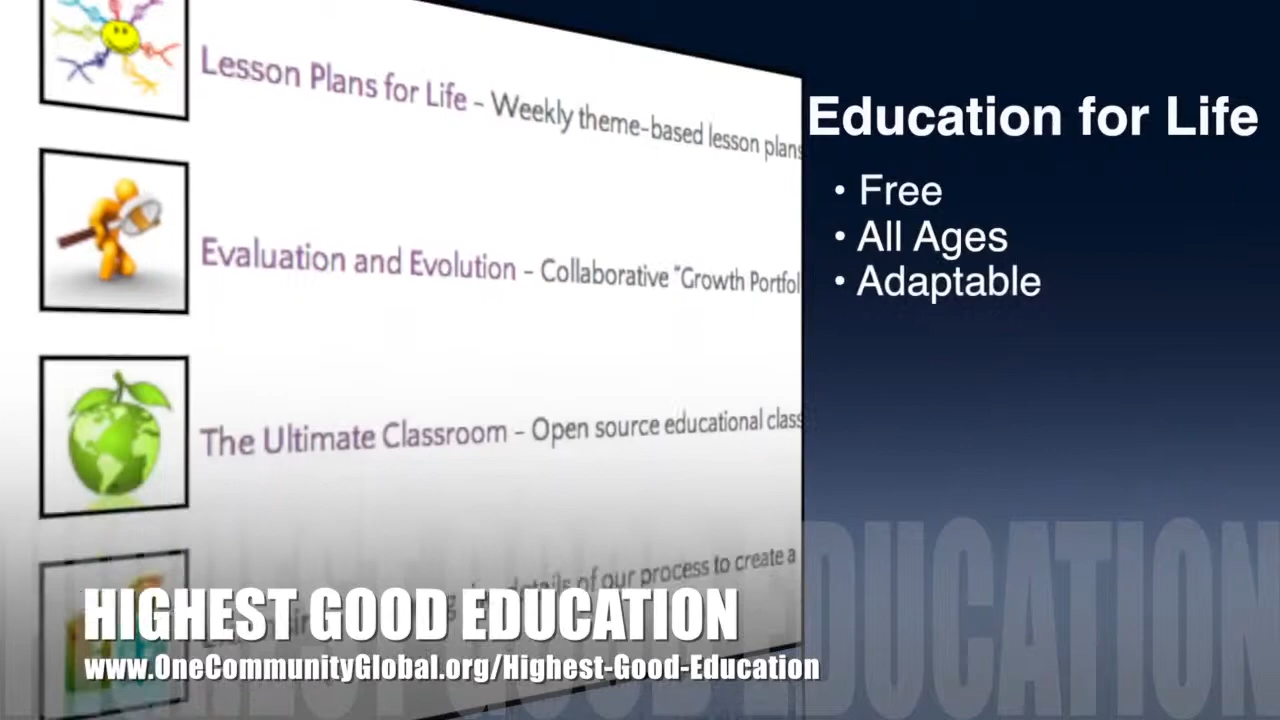 Lesson Plans for Life – Weekly theme-based lesson plans
Evaluation and Evolution – Collaborative "Growth Portfol
The Ultimate Classroom – Open source educational class
details of our process to create a
Education for Life
• Free
• All Ages
• Adaptable
HIGHEST GOOD EDUCATION
www.OneCommunityGlobal.org/Highest-Good-Education
HIGHEST GOOD EDUCATION